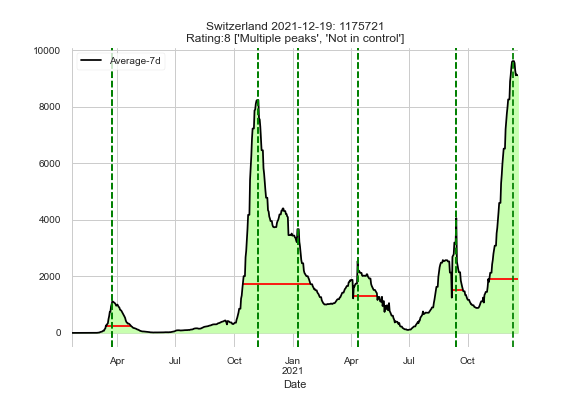 Switzerland 2021-12-19: 1175721
Rating:8 ['Multiple peaks', 'Not in control']
Average-7d
10000
8000
6000
4000
2000
0
Apr Jul Oct Jan Apr Jul Oct
2021
Date